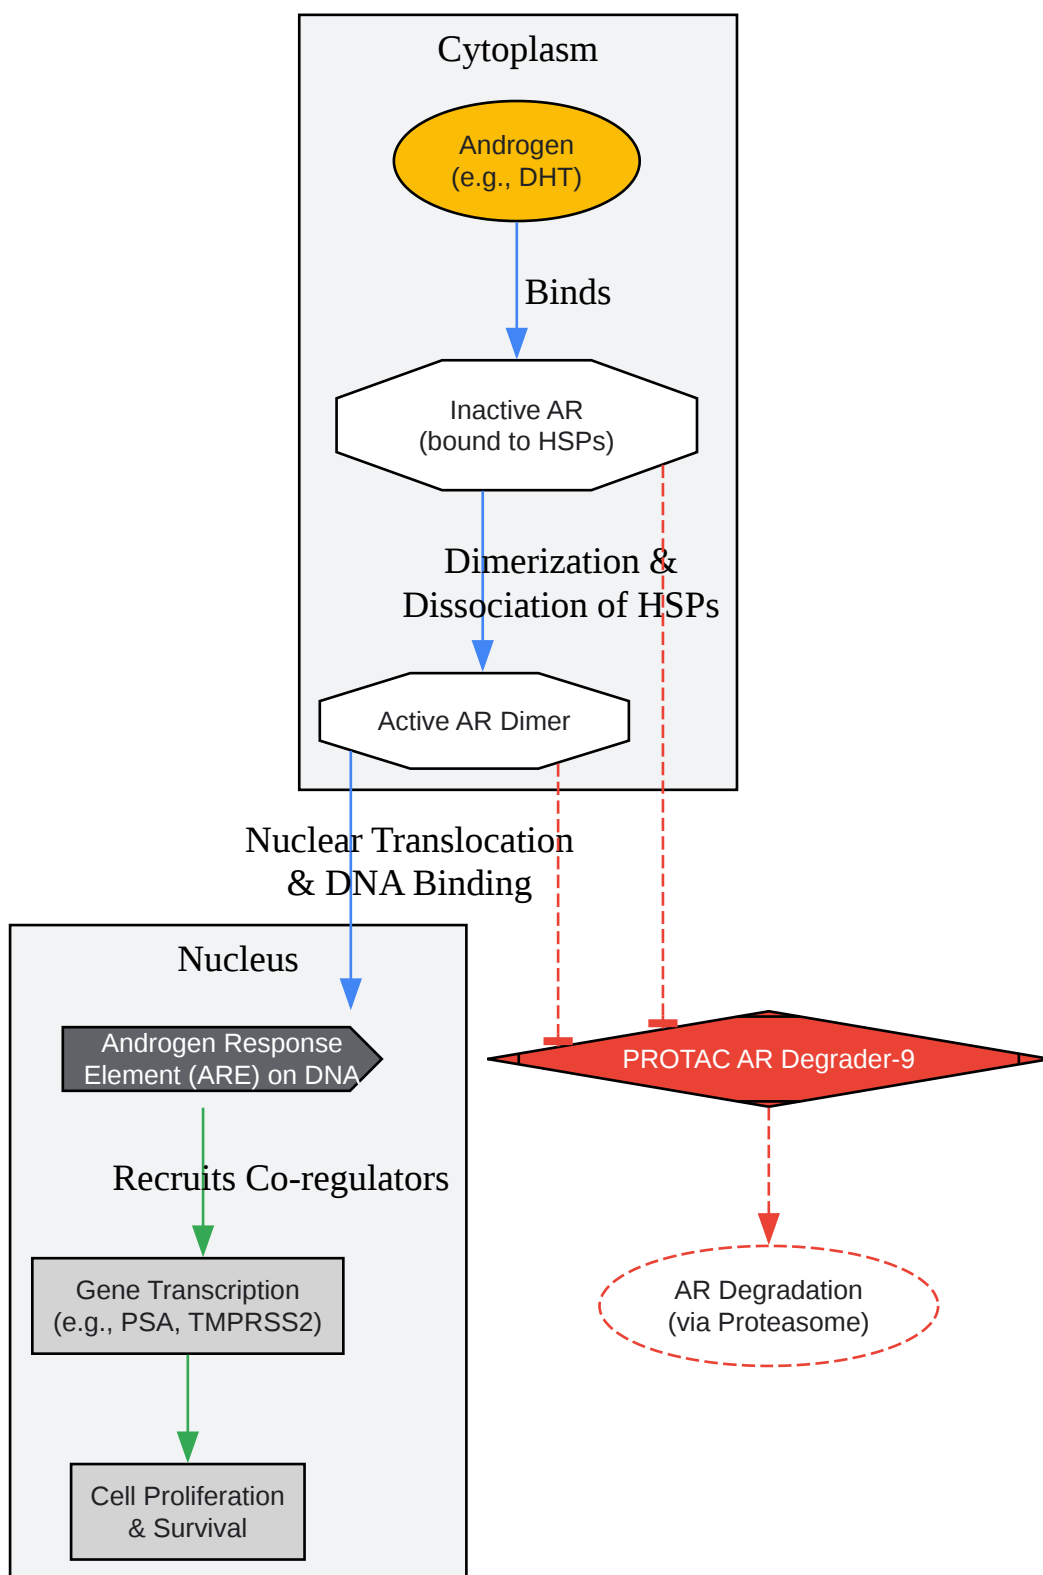 Cytoplasm
Androgen
(e.g., DHT)
Binds
Inactive AR
(bound to HSPs)
Dimerization &
Dissociation of HSPs
Active AR Dimer
Nuclear Translocation
& DNA Binding
Nucleus
Androgen Response
Element (ARE) on DNA
PROTAC AR Degrader-9
Recruits Co-regulators
Gene Transcription
(e.g., PSA, TMPRSS2)
AR Degradation
(via Proteasome)
Cell Proliferation
& Survival